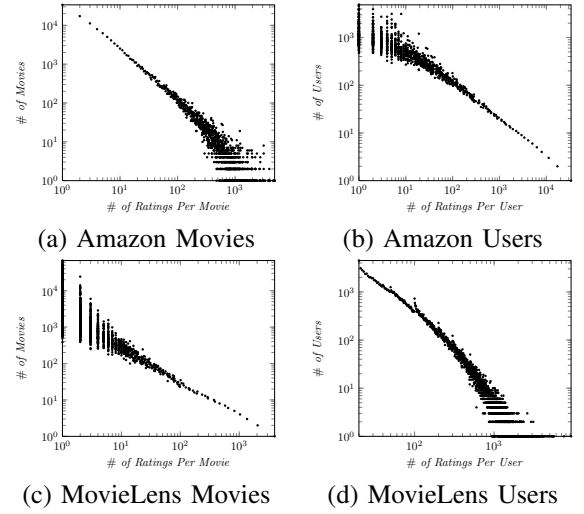 10^4
10^3
10^2
10^1
10^0
# of Movies
10^0 10^1 10^2 10^3
# of Ratings Per Movie
(a) Amazon Movies
10^3
10^2
10^1
10^0
# of Users
10^0 10^1 10^2 10^3 10^4
# of Ratings Per User
(b) Amazon Users
10^4
10^3
10^2
10^1
10^0
# of Movies
10^0 10^1 10^2 10^3
# of Ratings Per Movie
(c) MovieLens Movies
10^3
10^2
10^1
10^0
# of Users
10^2 10^3
# of Ratings Per User
(d) MovieLens Users